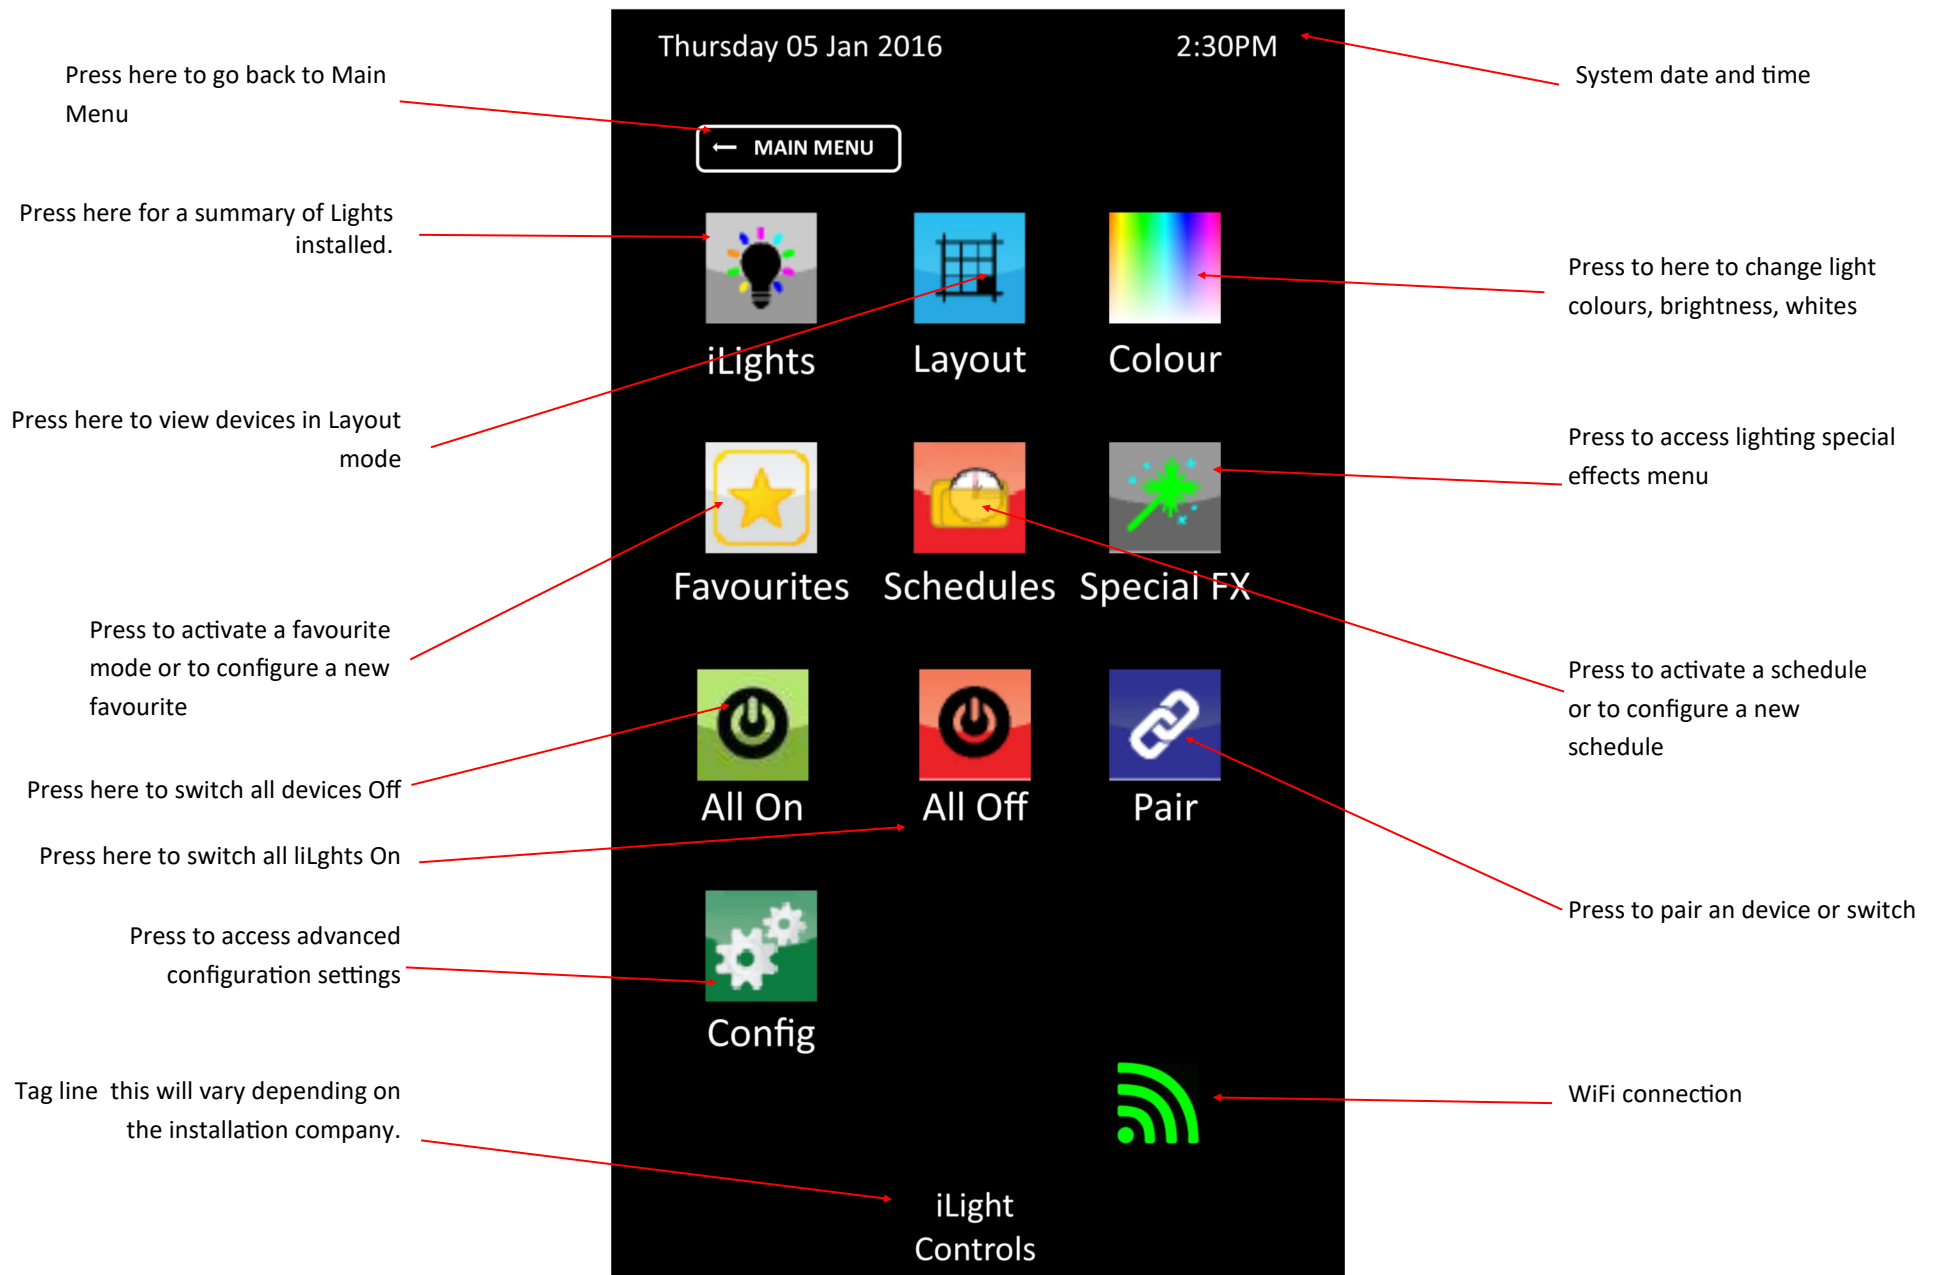 Thursday 05 Jan 2016 2:30PM
Press here to go back to Main
Menu
System date and time
← MAIN MENU
Press here for a summary of Lights
installed.
Press to here to change light
colours, brightness, whites
iLights Layout Colour
Press here to view devices in Layout
mode
Press to access lighting special
effects menu
Favourites Schedules Special FX
Press to activate a favourite
mode or to configure a new
favourite
Press to activate a schedule
or to configure a new
schedule
Press here to switch all devices Off
All On All Off Pair
Press here to switch all liLghts On
Press to pair an device or switch
Press to access advanced
configuration settings
Config
Tag line  this will vary depending on
the installation company.
WiFi connection
iLight
Controls